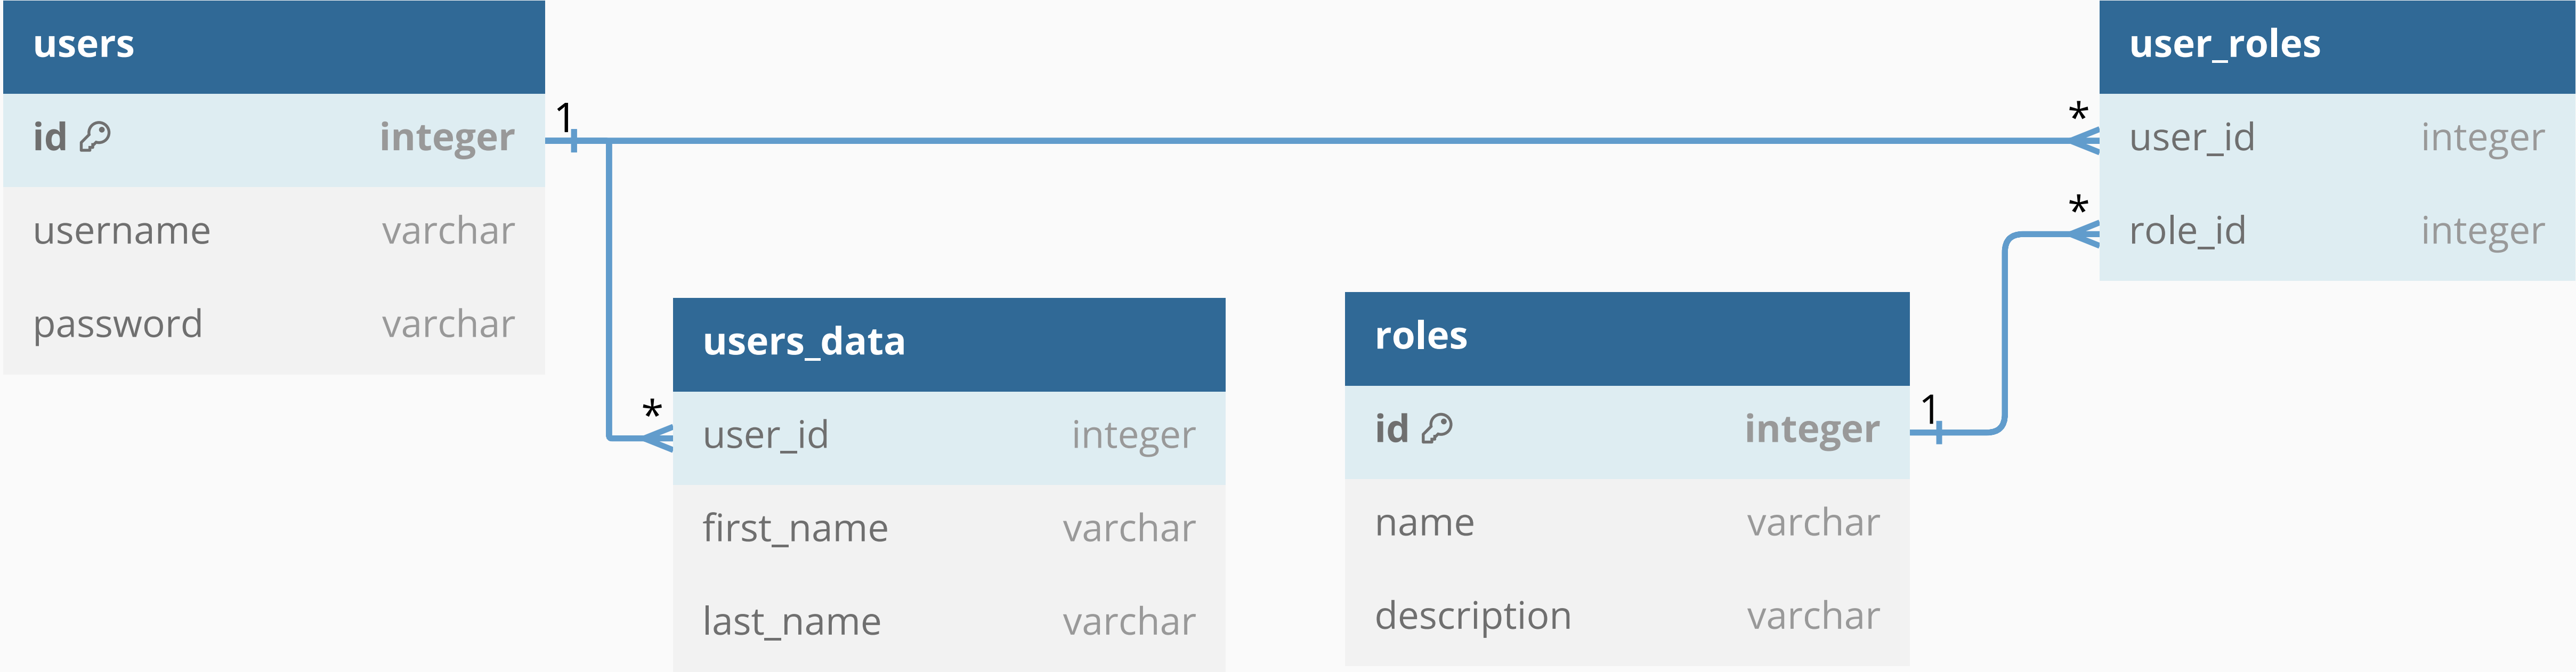 users
id integer
username varchar
password varchar
1
*
user_roles
user_id integer
*
role_id integer
*
users_data
user_id integer
first_name varchar
last_name varchar
roles
id integer
name varchar
description varchar
1